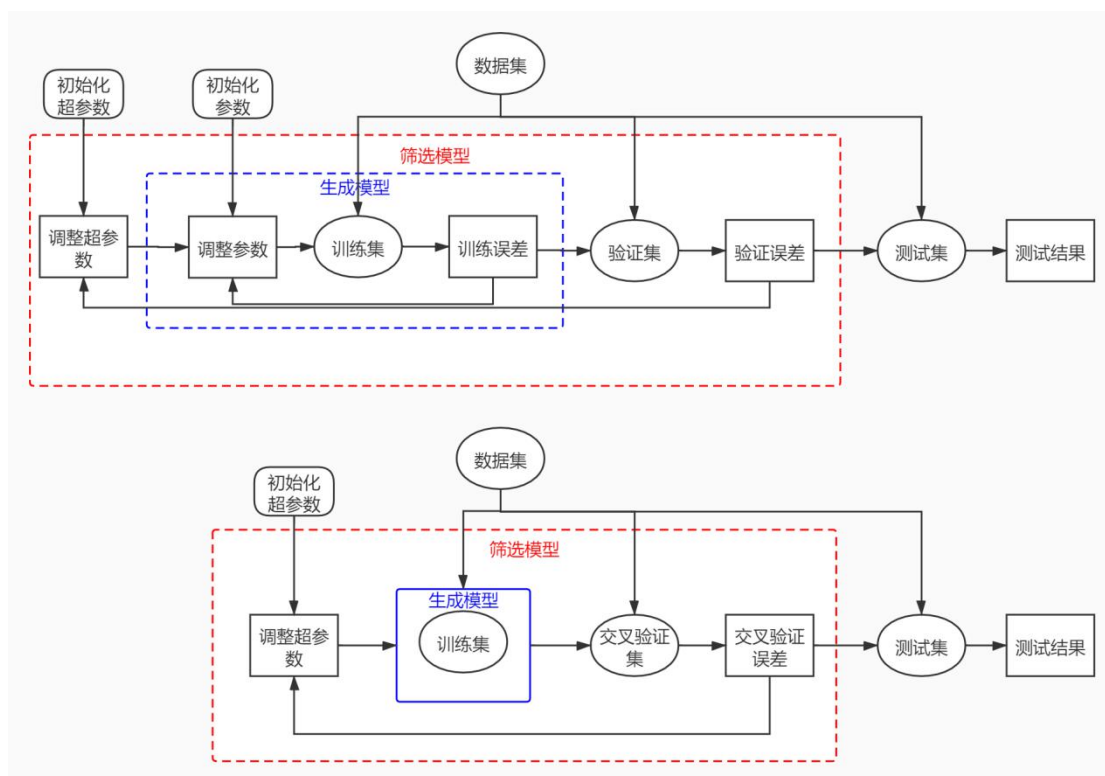 数据集
初始化
超参数
初始化
参数
筛选模型
生成模型
调整超参
数
调整参数
训练集
训练误差
验证集
验证误差
测试集
测试结果
数据集
初始化
超参数
筛选模型
生成模型
调整超参
数
训练集
交叉验证
集
交叉验证
误差
测试集
测试结果